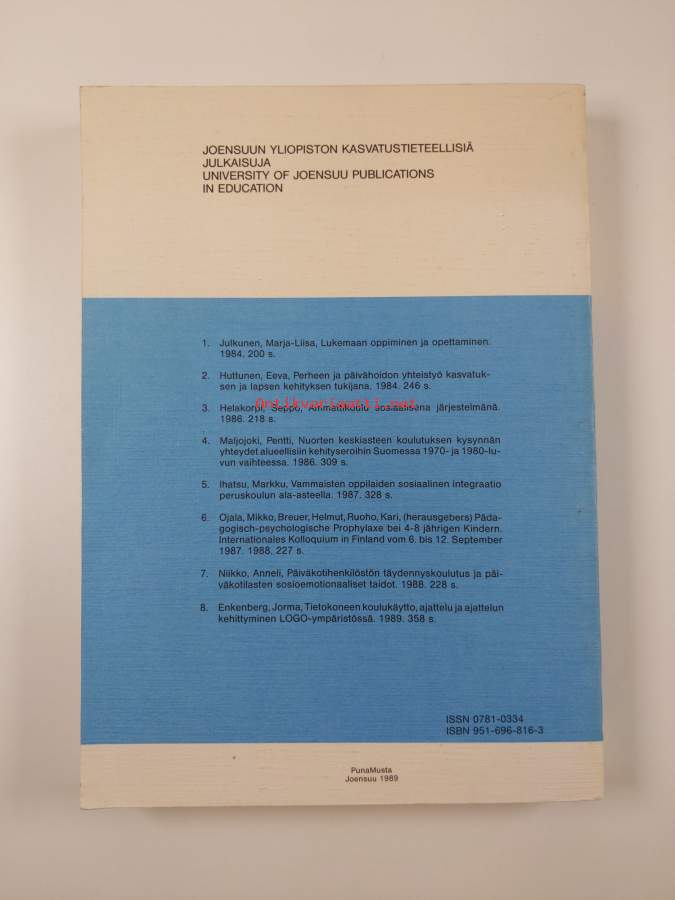 JOENSUUN YLIOPISTON KASVATUSTIETEELLISIÄ
JULKAISUJA
UNIVERSITY OF JOENSUU PUBLICATIONS
IN EDUCATION
1. Julkunen, Marja-Liisa, Lukemaan oppiminen ja opettaminen.
1984. 200 s.
2. Huttunen, Eeva, Perheen ja päivähoidon yhteistyö kasvatuk-
sen ja lapsen kehityksen tukijana. 1984. 246 s.
Antikvariaatti.net
3. Helakorpi, Seppo, Ammattikoulu sosiaalisena järjestelmänä.
1986. 218 s.
4. Maljojoki, Pentti, Nuorten keskiasteen koulutuksen kysynnän
yhteydet alueellisiin kehityseroihin Suomessa 1970- ja 1980-lu-
vun vaihteessa. 1986. 309 s.
5. Ihatsu, Markku, Vammaisten oppilaiden sosiaalinen integraatio
peruskoulun ala-asteella. 1987. 328 s.
6. Ojala, Mikko, Breuer, Helmut, Ruoho, Kari, (herausgebers) Päda-
gogisch-psychologische Prophylaxe bei 4-8 jährigen Kindern.
Internationales Kolloquium in Finland vom 6. bis 12. September
1987. 1988. 227 s.
7. Niikko, Anneli, Päiväkotihenkilöstön täydennyskoulutus ja päi-
väkotilasten sosioemotionaaliset taidot. 1988. 228 s.
8. Enkenberg, Jorma, Tietokoneen koulukäytto, ajattelu ja ajattelun
kehittyminen LOGO-ympäristössä. 1989. 358 s.
ISSN 0781-0334
ISBN 951-696-816-3
PunaMusta
Joensuu 1989